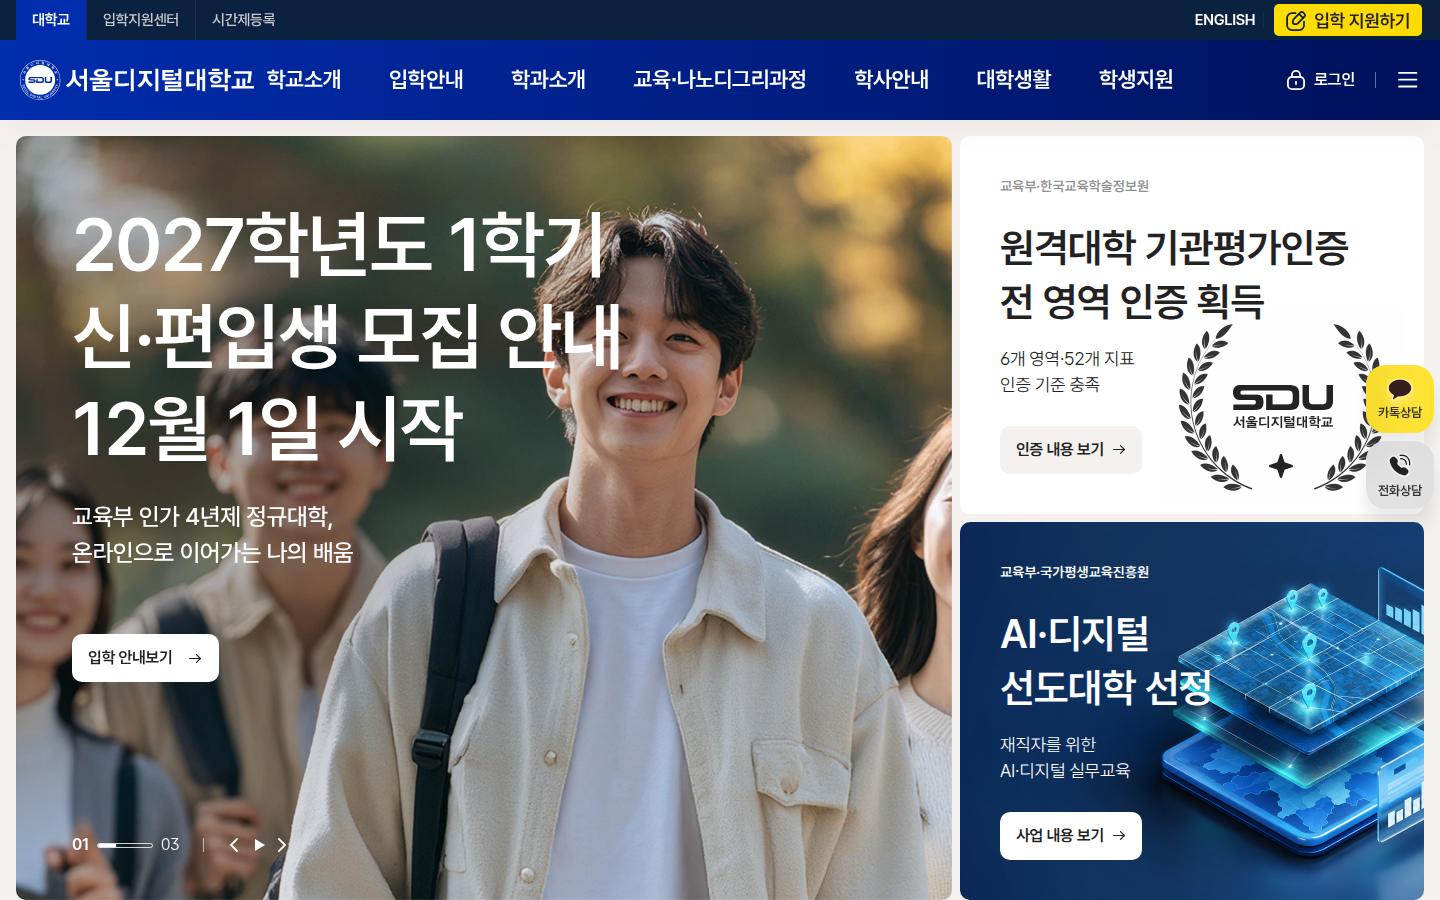 대학교
입학지원센터
시간제등록
ENGLISH
입학 지원하기
SDU
서울디지털대학교
학교소개
입학안내
학과소개
교육·나노디그리과정
학사안내
대학생활
학생지원
로그인
2027학년도 1학기
신·편입생 모집 안내
12월 1일 시작
교육부 인가 4년제 정규대학,
온라인으로 이어가는 나의 배움
입학 안내보기
01
03
교육부·한국교육학술정보원
원격대학 기관평가인증
전 영역 인증 획득
6개 영역·52개 지표
인증 기준 충족
인증 내용 보기
SDU
서울디지털대학교
카톡상담
전화상담
교육부·국가평생교육진흥원
AI·디지털
선도대학 선정
재직자를 위한
AI·디지털 실무교육
사업 내용 보기